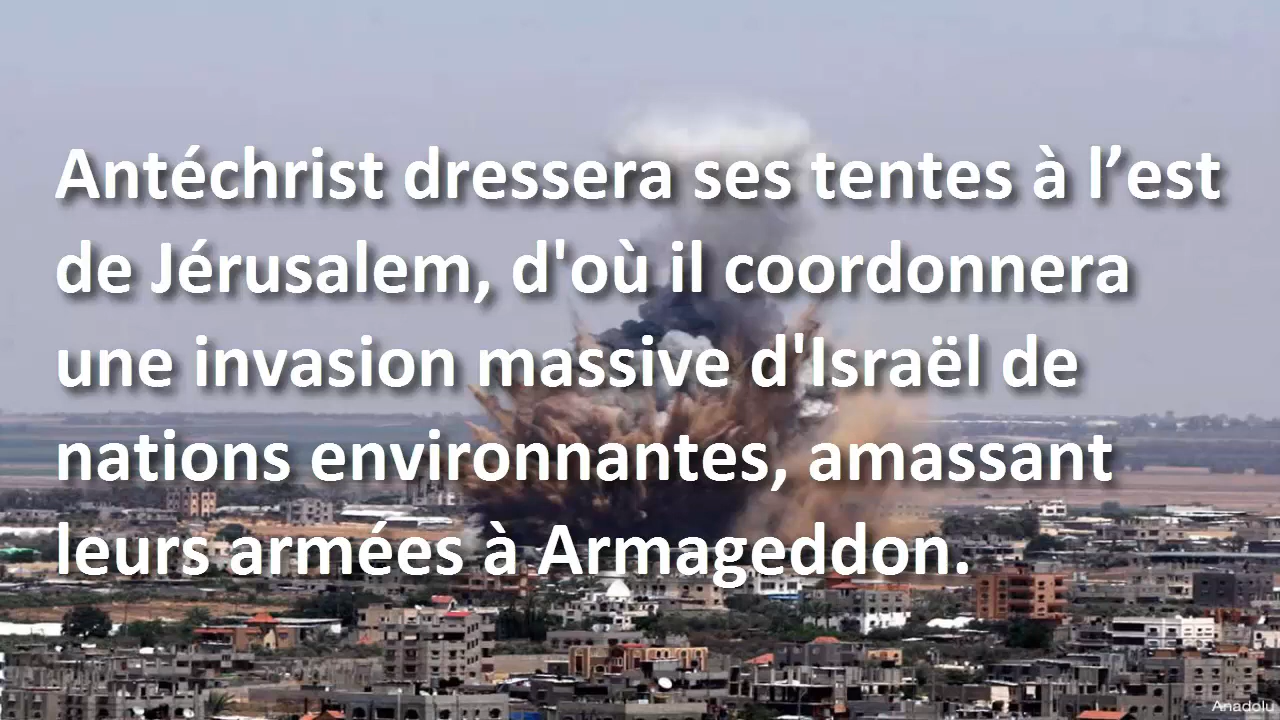 Antéchrist dressera ses tentes à l’est
de Jérusalem, d'où il coordonnera
une invasion massive d'Israël de
nations environnantes, amassant
leurs armées à Armageddon.
Anadolu